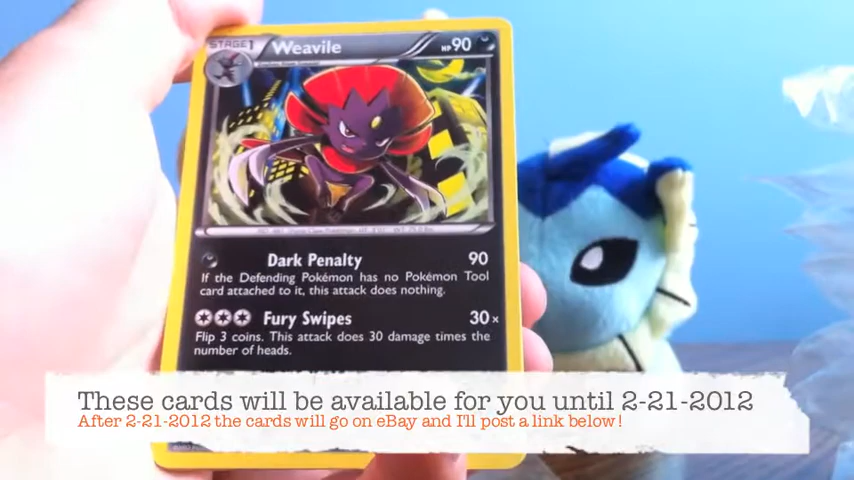 STAGE1 Weavile HP90
Dark Penalty 90
If the Defending Pokémon has no Pokémon Tool
card attached to it, this attack does nothing.
Fury Swipes 30x
Flip 3 coins. This attack does 30 damage times the
number of heads.
These cards will be available for you until 2-21-2012
After 2-21-2012 the cards will go on eBay and I'll post a link below!